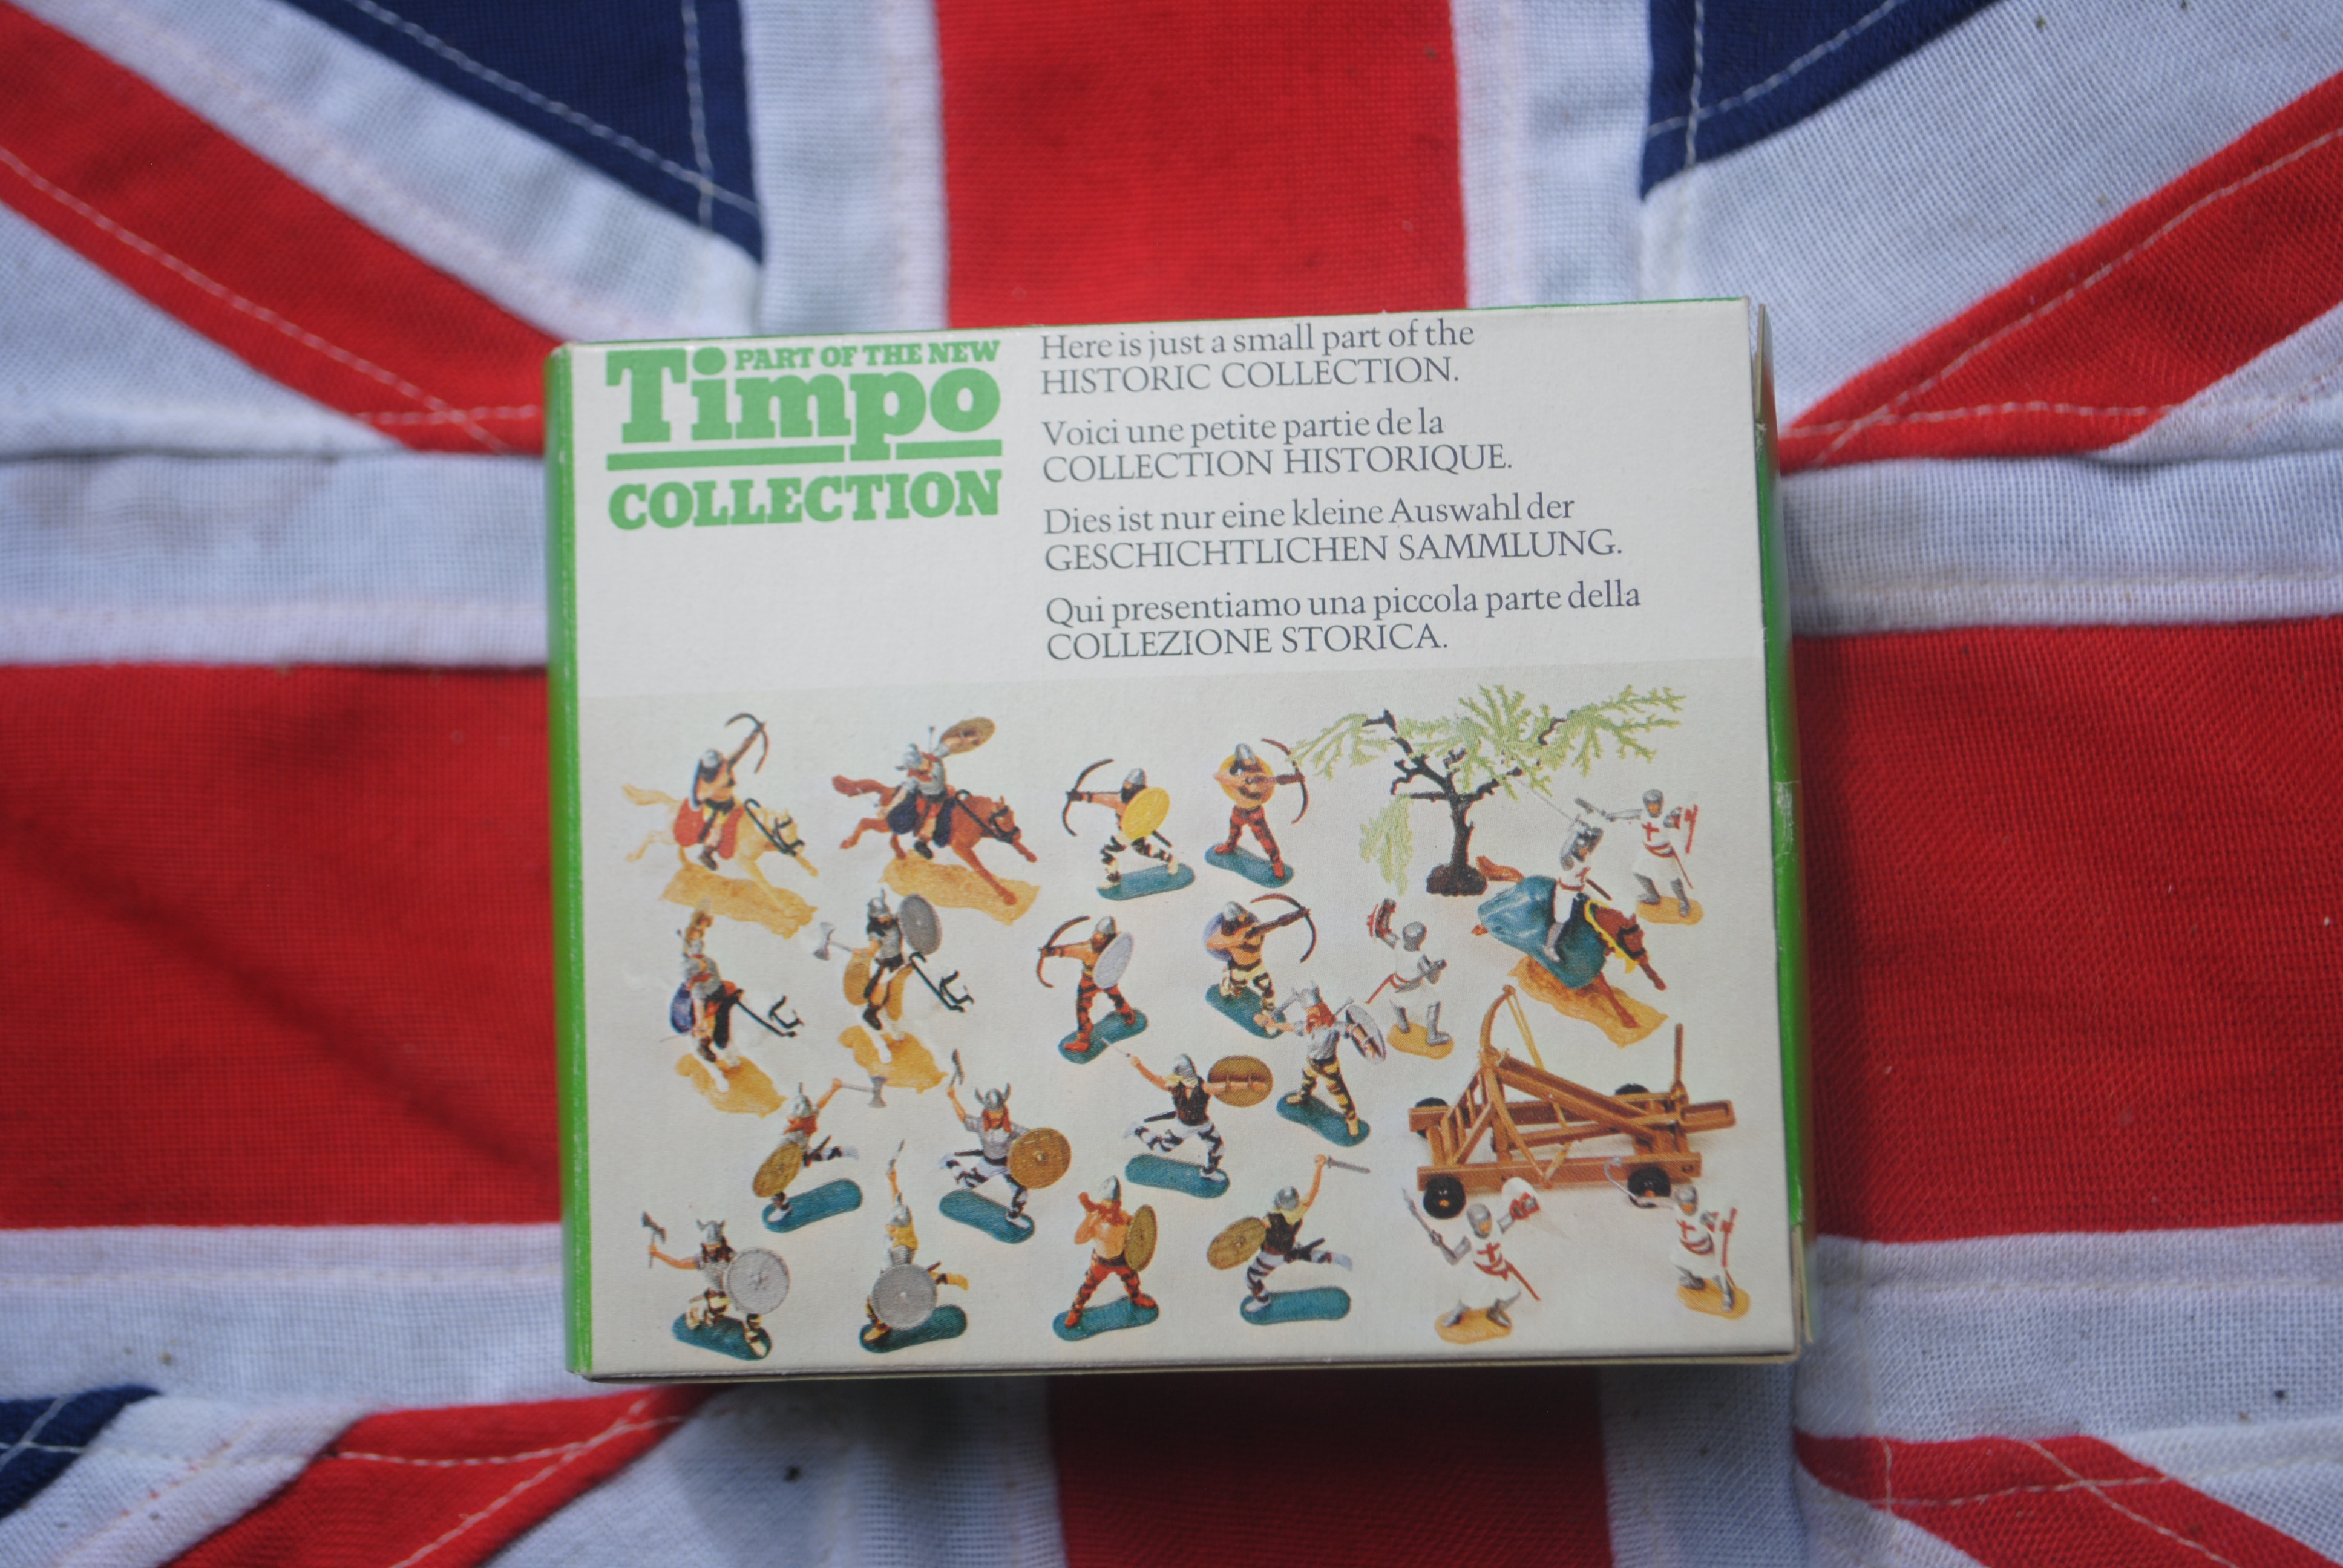 PART OF THE NEW
Timpo
COLLECTION
Here is just a small part of the
HISTORIC COLLECTION.
Voici une petite partie de la
COLLECTION HISTORIQUE.
Dies ist nur eine kleine Auswahl der
GESCHICHTLICHEN SAMMLUNG.
Qui presentiamo una piccola parte della
COLLEZIONE STORICA.